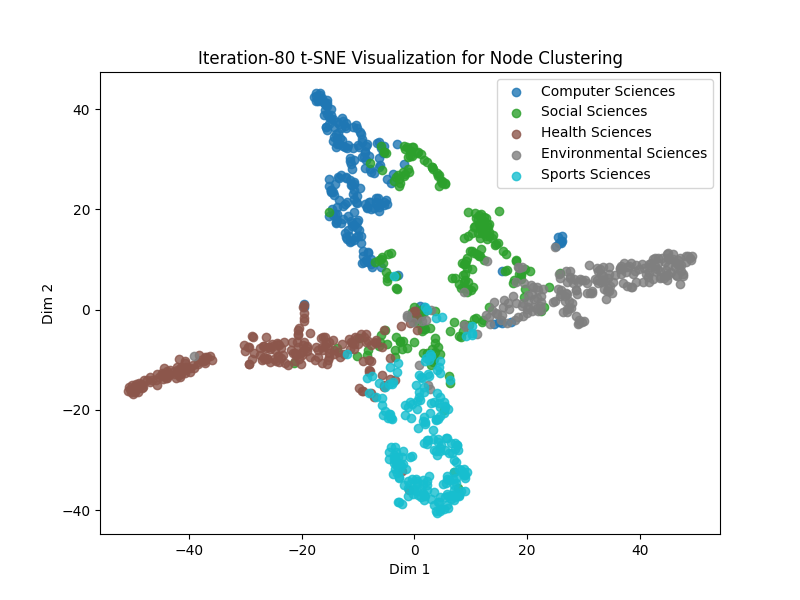 Iteration-80 t-SNE Visualization for Node Clustering
Computer Sciences
Social Sciences
Health Sciences
Environmental Sciences
Sports Sciences
40
20
0
−20
−40
Dim 2
−40
−20
0
20
40
Dim 1